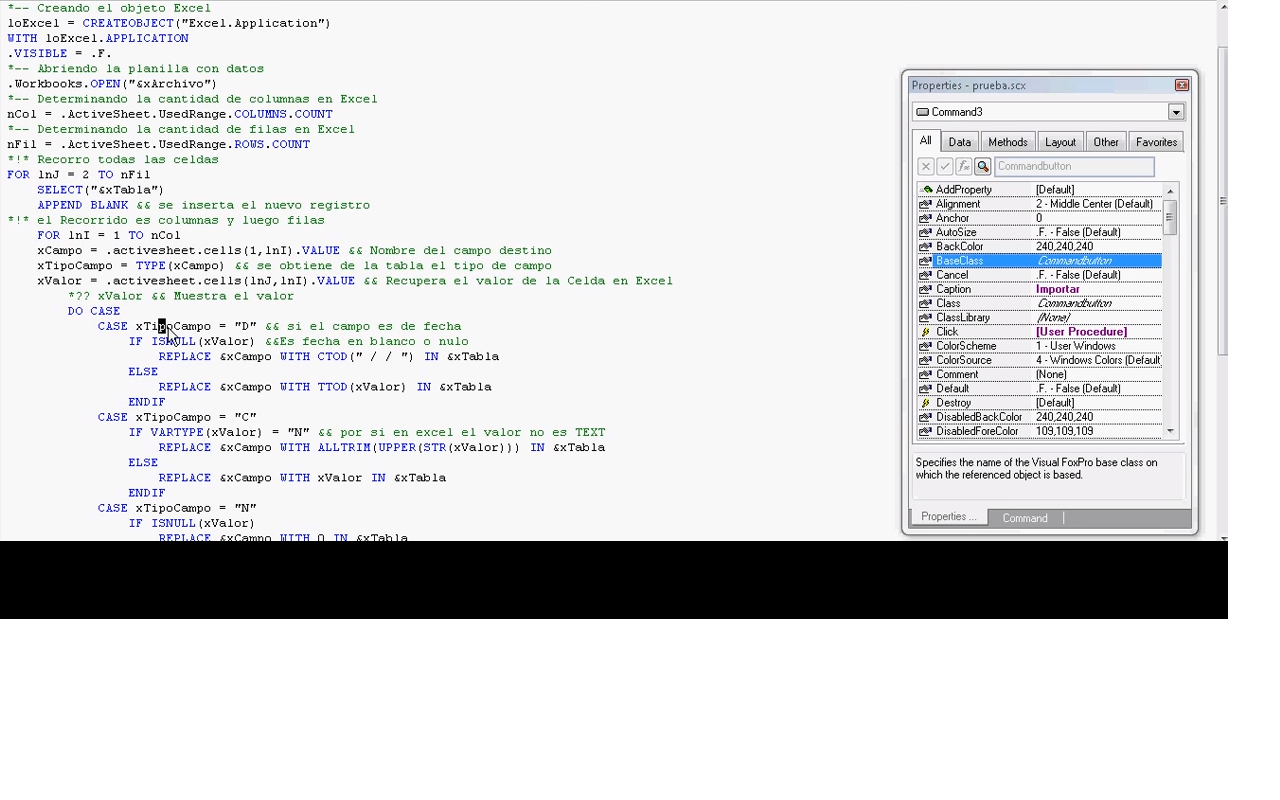 *-- Creando el objeto Excel
loExcel = CREATEOBJECT("Excel.Application")
WITH loExcel.APPLICATION
.VISIBLE = .F.
*-- Abriendo la planilla con datos
.Workbooks.OPEN("&xArchivo")
*-- Determinando la cantidad de columnas en Excel
nCol = .ActiveSheet.UsedRange.COLUMNS.COUNT
*-- Determinando la cantidad de filas en Excel
nFil = .ActiveSheet.UsedRange.ROWS.COUNT
*!* Recorro todas las celdas
FOR lnJ = 2 TO nFil
SELECT("&xTabla")
APPEND BLANK && se inserta el nuevo registro
*!* el Recorrido es columnas y luego filas
FOR lnI = 1 TO nCol
xCampo = .activesheet.cells(1,lnI).VALUE && Nombre del campo destino
xTipoCampo = TYPE(xCampo) && se obtiene de la tabla el tipo de campo
xValor = .activesheet.cells(lnJ,lnI).VALUE && Recupera el valor de la Celda en Excel
*?? xValor && Muestra el valor
DO CASE
CASE xTipoCampo = "D" && si el campo es de fecha
IF ISNULL(xValor) &&Es fecha en blanco o nulo
REPLACE &xCampo WITH CTOD(" / / ") IN &xTabla
ELSE
REPLACE &xCampo WITH TTOD(xValor) IN &xTabla
ENDIF
CASE xTipoCampo = "C"
IF VARTYPE(xValor) = "N" && por si en excel el valor no es TEXT
REPLACE &xCampo WITH ALLTRIM(UPPER(STR(xValor))) IN &xTabla
ELSE
REPLACE &xCampo WITH xValor IN &xTabla
ENDIF
CASE xTipoCampo = "N"
IF ISNULL(xValor)
REPLACE &xCampo WITH 0 IN &xTabla
Properties - prueba.scx
Command3
All Data Methods Layout Other Favorites
Commandbutton
AddProperty [Default]
Alignment 2 - Middle Center (Default)
Anchor 0
AutoSize .F. - False (Default)
BackColor 240,240,240
BaseClass Commandbutton
Cancel .F. - False (Default)
Caption Importar
Class Commandbutton
ClassLibrary (None)
Click [User Procedure]
ColorScheme 1 - User Windows
ColorSource 4 - Windows Colors (Default
Comment (None)
Default .F. - False (Default)
Destroy [Default]
DisabledBackColor 240,240,240
DisabledForeColor 109,109,109
Specifies the name of the Visual FoxPro base class on
which the referenced object is based.
Properties ... Command